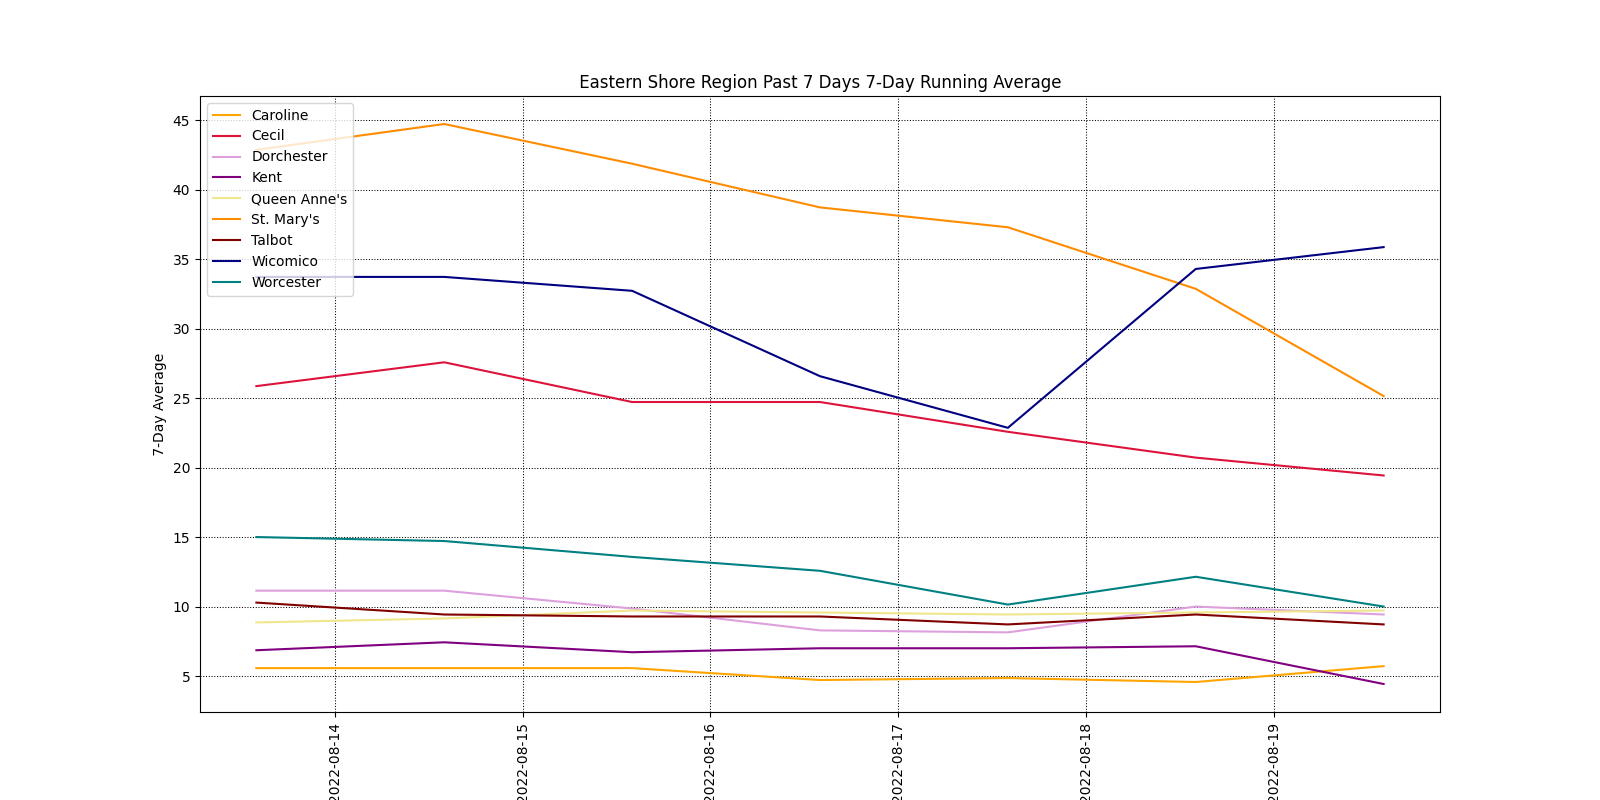 Eastern Shore Region Past 7 Days 7-Day Running Average
Caroline
Cecil
Dorchester
Kent
Queen Anne's
St. Mary's
Talbot
Wicomico
Worcester
45
40
35
30
25
20
15
10
5
7-Day Average
2022-08-14
2022-08-15
2022-08-16
2022-08-17
2022-08-18
2022-08-19